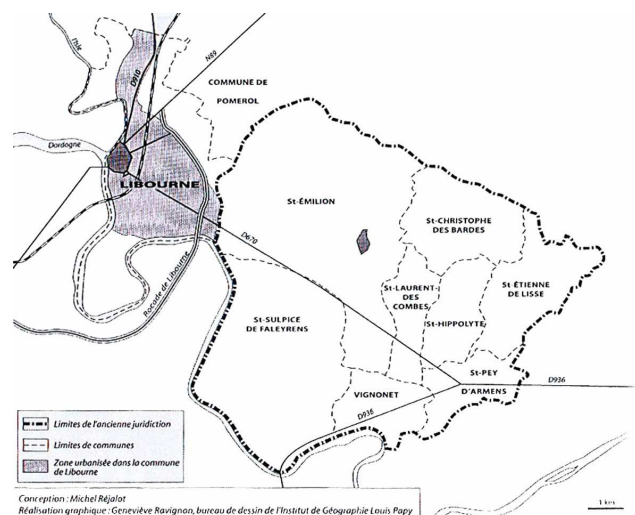 l'Isle
D910
N89
COMMUNE DE
POMEROL
Dordogne
LIBOURNE
D670
Rocade de Libourne
St-ÉMILION
St-CHRISTOPHE
DES BARDES
St-LAURENT-
DES
COMBES
St-ÉTIENNE
DE LISSE
St-SULPICE
DE FALEYRENS
St-HIPPOLYTE
St-PEY
D'ARMENS
D936
VIGNONET
D936
Limites de l'ancienne juridiction
Limites de communes
Zone urbanisée dans la commune
de Libourne
1 km
Conception : Michel Réjalot
Réalisation graphique : Geneviève Ravignon, bureau de dessin de l'Institut de Géographie Louis Papy